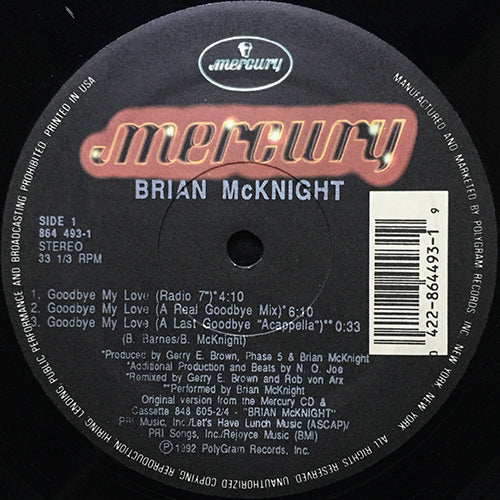 mercury
mercury
BRIAN McKNIGHT
SIDE 1
864 493-1
STEREO
33 1/3 RPM
1. Goodbye My Love (Radio 7")*4:10
2. Goodbye My Love (A Real Goodbye Mix)*6:10
3. Goodbye My Love (A Last Goodbye "Acappella")**0:33
(B. Barnes/B. McKnight)
*Produced by Gerry E. Brown, Phase 5 & Brian McKnight
*Additional Production and Beats by N. O. Joe
*Remixed by Gerry E. Brown and Rob von Arx
**Performed by Brian McKnight
Original version from the Mercury CD &
Cassette 848 605-2/4 - "BRIAN McKNIGHT"
PRI Music, Inc./Let's Have Lunch Music (ASCAP)/
PRI Songs, Inc./Rejoyce Music (BMI)
Ⓟ 1992 PolyGram Records, Inc.
0 422-864493-1 9
MANUFACTURED AND MARKETED BY POLYGRAM RECORDS, INC. NEW YORK, NEW YORK
ALL RIGHTS RESERVED UNAUTHORIZED COPYING REPRODUCTION HIRING LENDING PUBLIC PERFORMANCE AND BROADCASTING PROHIBITED. PRINTED IN USA